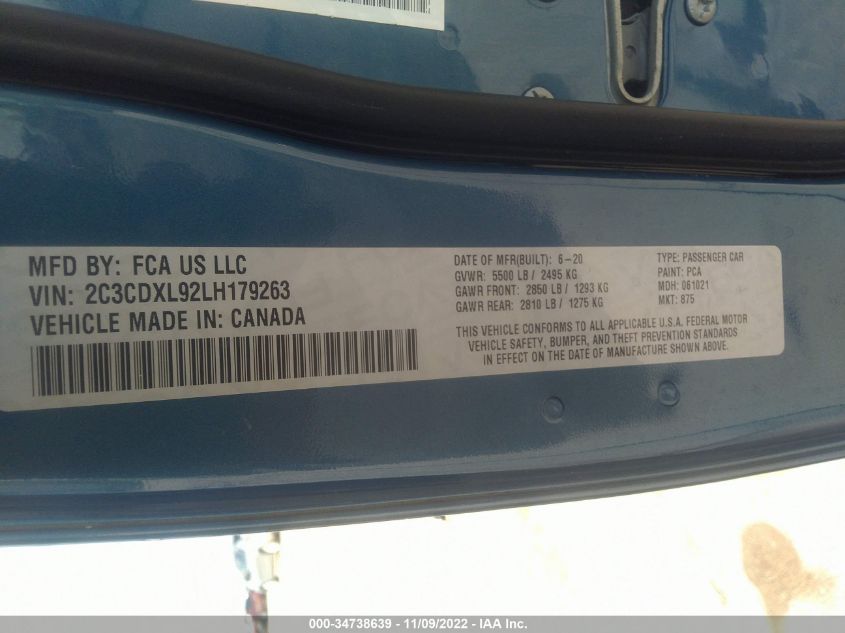 MFD BY: FCA US LLC
VIN: 2C3CDXL92LH179263
VEHICLE MADE IN: CANADA
DATE OF MFR(BUILT): 6-20
GVWR: 5500 LB / 2495 KG
GAWR FRONT: 2850 LB / 1293 KG
GAWR REAR: 2810 LB / 1275 KG
TYPE: PASSENGER CAR
PAINT: PCA
MDH: 061021
MKT: 875
THIS VEHICLE CONFORMS TO ALL APPLICABLE U.S.A. FEDERAL MOTOR
VEHICLE SAFETY, BUMPER, AND THEFT PREVENTION STANDARDS
IN EFFECT ON THE DATE OF MANUFACTURE SHOWN ABOVE.
000-34738639 - 11/09/2022 - IAA Inc.